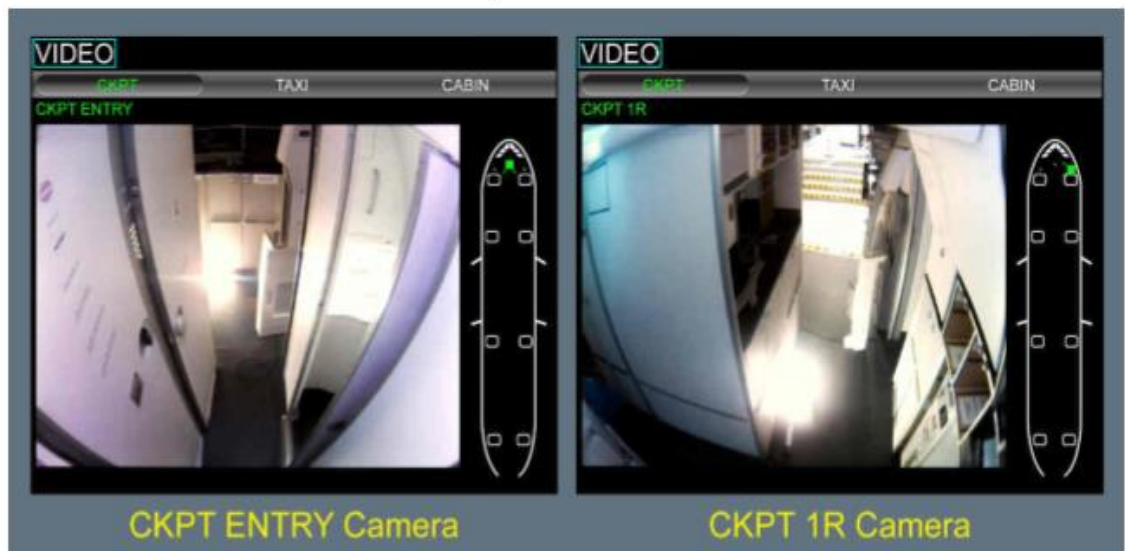 VIDEO
CKPT TAXI CABIN
CKPT ENTRY
CKPT ENTRY Camera
VIDEO
CKPT TAXI CABIN
CKPT 1R
CKPT 1R Camera